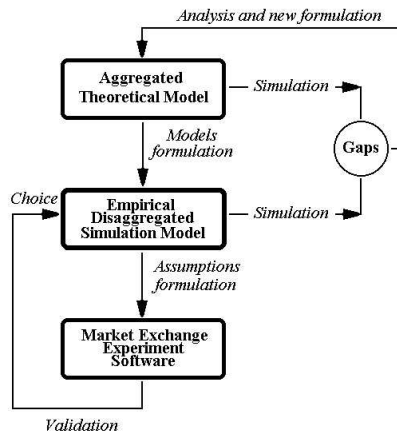 Analysis and new formulation
Aggregated
Theoretical Model
Simulation
Models
formulation
Gaps
Choice
Empirical
Disaggregated
Simulation Model
Simulation
Assumptions
formulation
Market Exchange
Experiment
Software
Validation